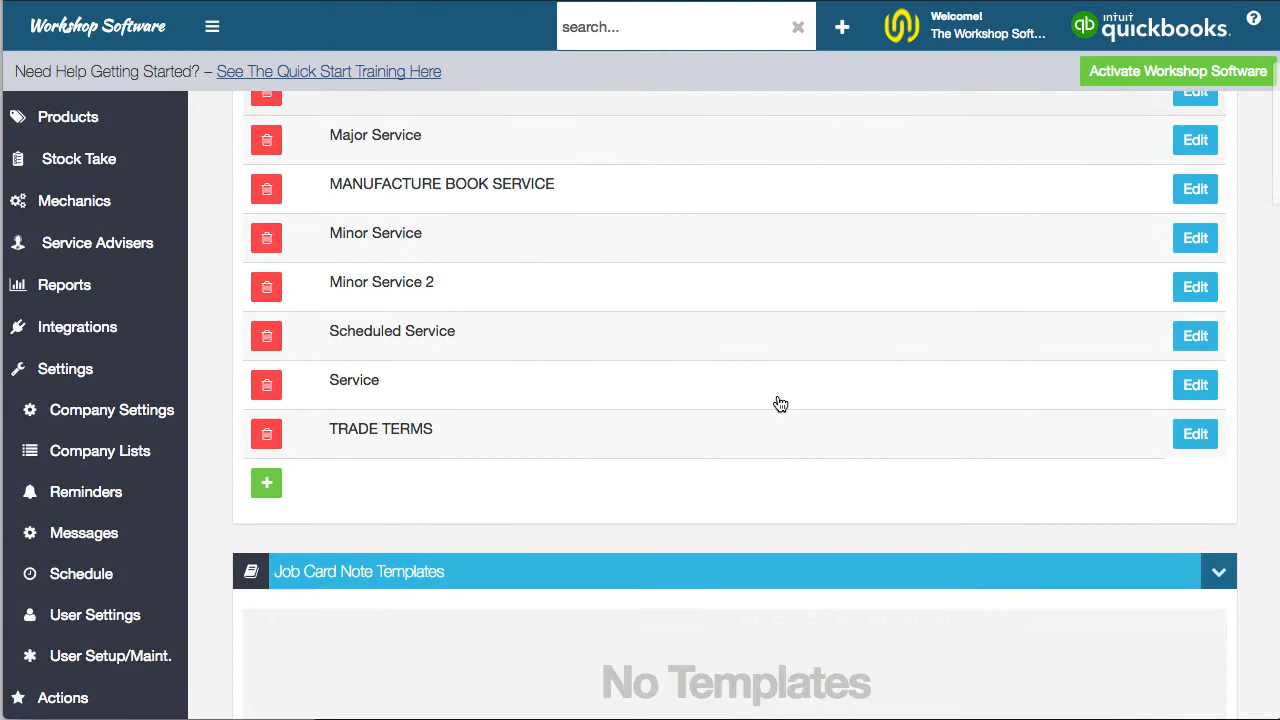 Workshop Software
search...
Welcome!
The Workshop Soft...
qb
intuit
quickbooks.
?
Need Help Getting Started? – See The Quick Start Training Here
Activate Workshop Software
Products
Stock Take
Mechanics
Service Advisers
Reports
Integrations
Settings
Company Settings
Company Lists
Reminders
Messages
Schedule
User Settings
User Setup/Maint.
Actions
Edit
Major Service
Edit
MANUFACTURE BOOK SERVICE
Edit
Minor Service
Edit
Minor Service 2
Edit
Scheduled Service
Edit
Service
Edit
TRADE TERMS
Edit
Job Card Note Templates
No Templates